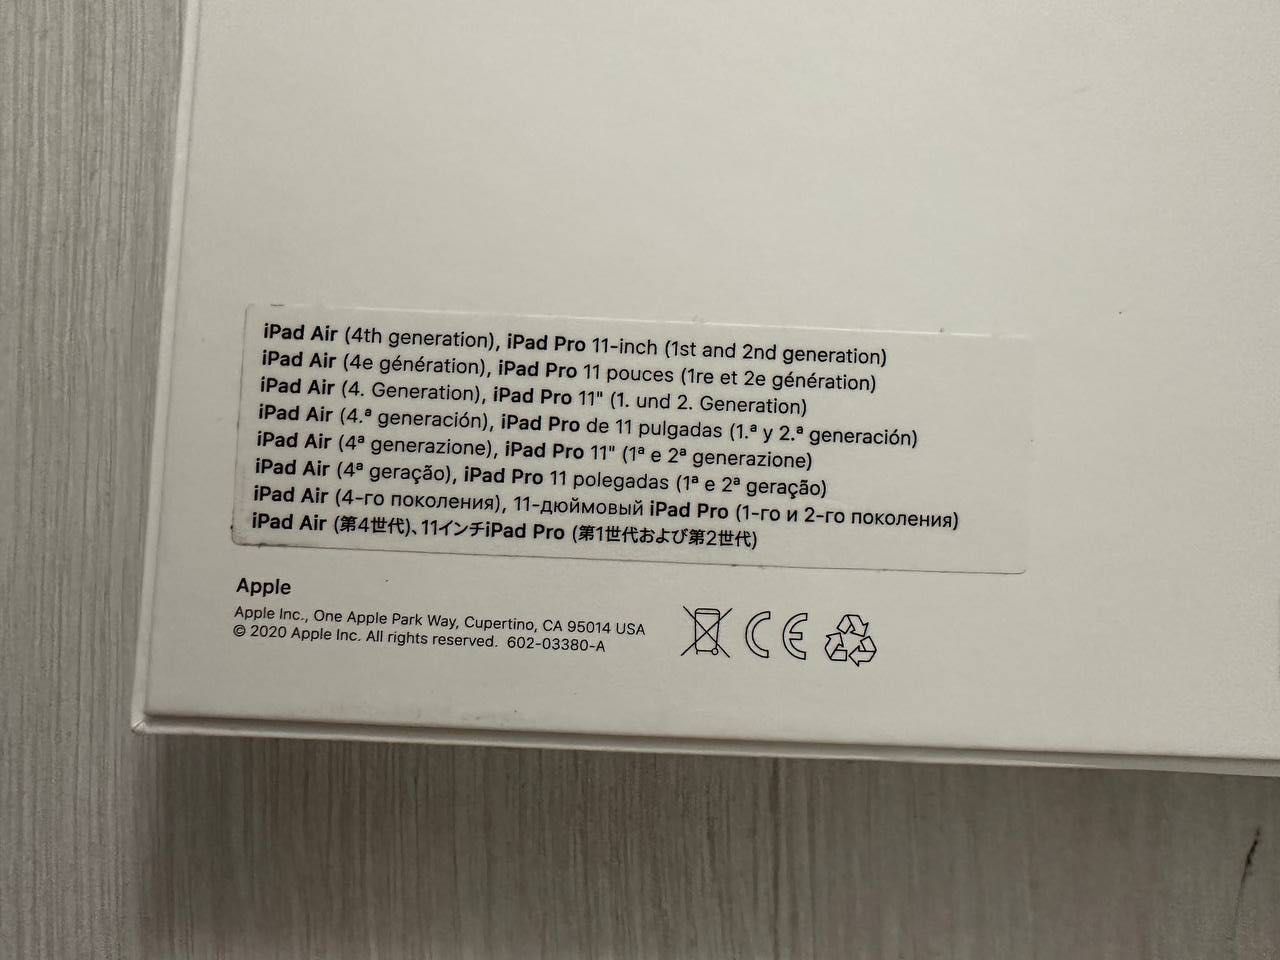 iPad Air (4th generation), iPad Pro 11-inch (1st and 2nd generation)
iPad Air (4e génération), iPad Pro 11 pouces (1re et 2e génération)
iPad Air (4. Generation), iPad Pro 11" (1. und 2. Generation)
iPad Air (4.ª generación), iPad Pro de 11 pulgadas (1.ª y 2.ª generación)
iPad Air (4ª generazione), iPad Pro 11" (1ª e 2ª generazione)
iPad Air (4ª geração), iPad Pro 11 polegadas (1ª e 2ª geração)
iPad Air (4-го поколения), 11-дюймовый iPad Pro (1-го и 2-го поколения)
iPad Air (第4世代)、11インチiPad Pro (第1世代および第2世代)
Apple
Apple Inc., One Apple Park Way, Cupertino, CA 95014 USA
© 2020 Apple Inc. All rights reserved. 602-03380-A
CE